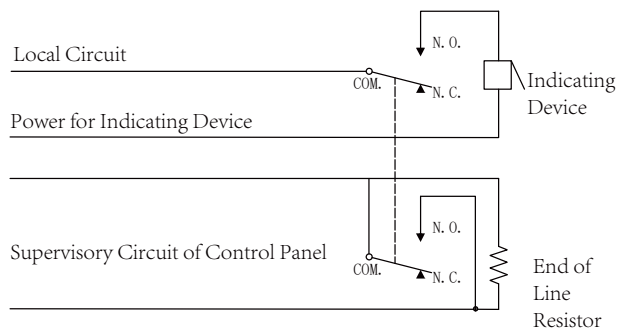 N. O.
Local Circuit
COM.
N. C.
Indicating
Device
Power for Indicating Device
N. O.
Supervisory Circuit of Control Panel
COM.
N. C.
End of
Line
Resistor